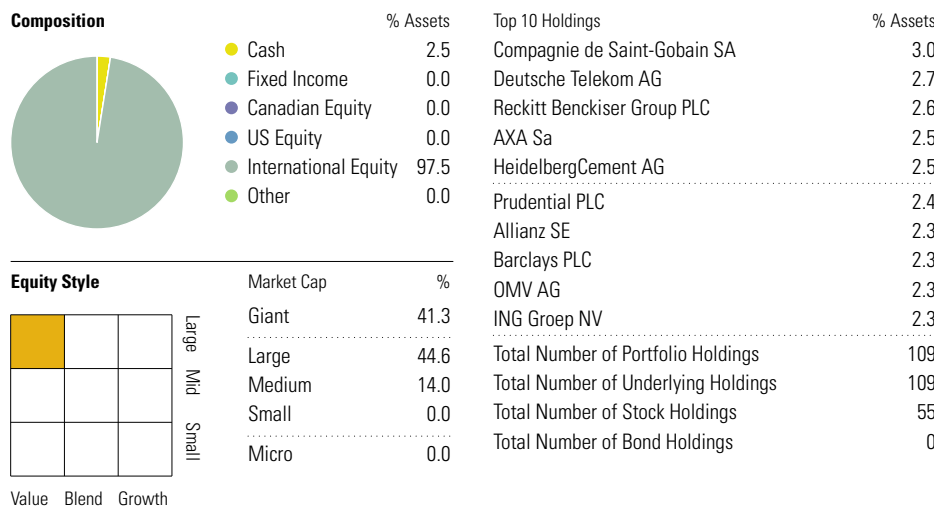 Composition % Assets
Cash 2.5
Fixed Income 0.0
Canadian Equity 0.0
US Equity 0.0
International Equity 97.5
Other 0.0
Equity Style
Large
Mid
Small
Value Blend Growth
Market Cap %
Giant 41.3
Large 44.6
Medium 14.0
Small 0.0
Micro 0.0
Top 10 Holdings % Assets
Compagnie de Saint-Gobain SA 3.0
Deutsche Telekom AG 2.7
Reckitt Benckiser Group PLC 2.6
AXA Sa 2.5
HeidelbergCement AG 2.5
Prudential PLC 2.4
Allianz SE 2.3
Barclays PLC 2.3
OMV AG 2.3
ING Groep NV 2.3
Total Number of Portfolio Holdings 109
Total Number of Underlying Holdings 109
Total Number of Stock Holdings 55
Total Number of Bond Holdings 0